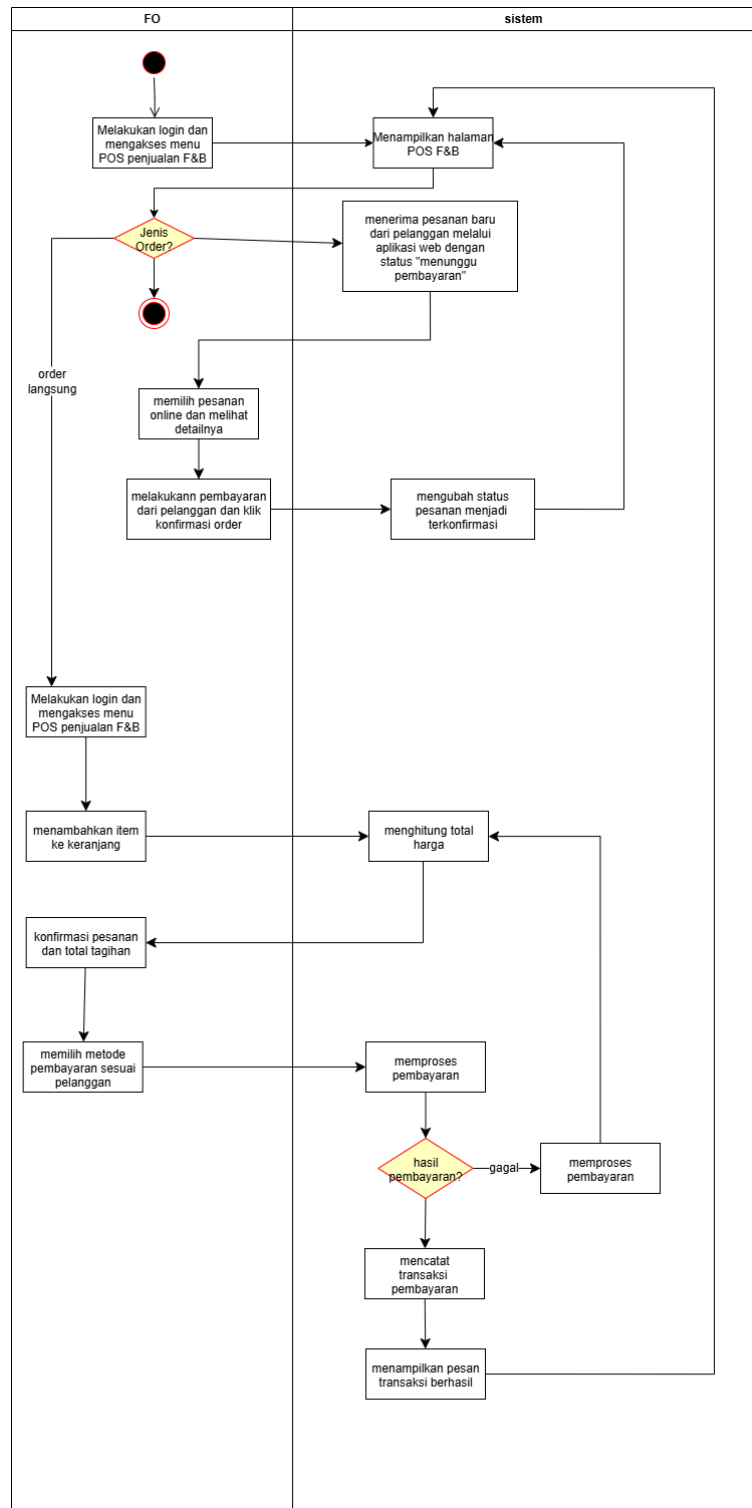 FO
sistem
Melakukan login dan
mengakses menu
POS penjualan F&B
Menampilkan halaman
POS F&B
Jenis
Order?
menerima pesanan baru
dari pelanggan melalui
aplikasi web dengan
status "menunggu
pembayaran"
order
langsung
memilih pesanan
online dan melihat
detailnya
melakukann pembayaran
dari pelanggan dan klik
konfirmasi order
mengubah status
pesanan menjadi
terkonfirmasi
Melakukan login dan
mengakses menu
POS penjualan F&B
menambahkan item
ke keranjang
menghitung total
harga
konfirmasi pesanan
dan total tagihan
memilih metode
pembayaran sesuai
pelanggan
memproses
pembayaran
hasil
pembayaran?
gagal
memproses
pembayaran
mencatat
transaksi
pembayaran
menampilkan pesan
transaksi berhasil